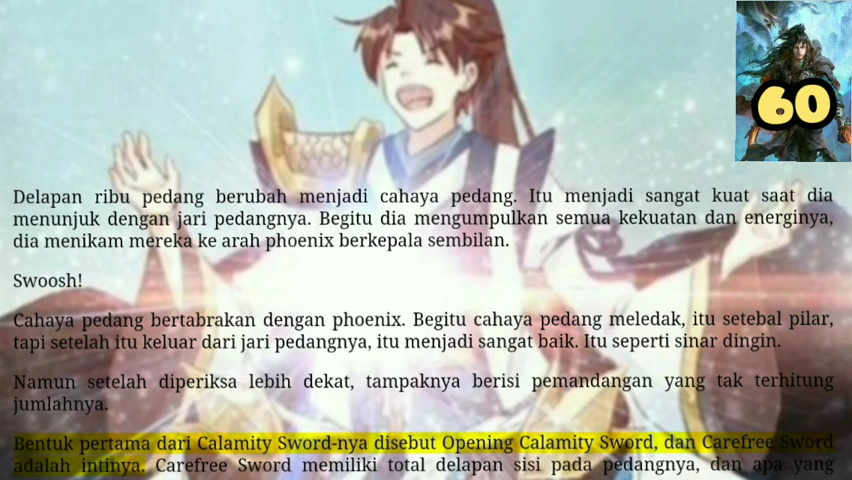 60
Delapan ribu pedang berubah menjadi cahaya pedang. Itu menjadi sangat kuat saat dia
menunjuk dengan jari pedangnya. Begitu dia mengumpulkan semua kekuatan dan energinya,
dia menikam mereka ke arah phoenix berkepala sembilan.
Swoosh!
Cahaya pedang bertabrakan dengan phoenix. Begitu cahaya pedang meledak, itu setebal pilar,
tapi setelah itu keluar dari jari pedangnya, itu menjadi sangat baik. Itu seperti sinar dingin.
Namun setelah diperiksa lebih dekat, tampaknya berisi pemandangan yang tak terhitung
jumlahnya.
Bentuk pertama dari Calamity Sword-nya disebut Opening Calamity Sword, dan Carefree Sword
adalah intinya. Carefree Sword memiliki total delapan sisi pada pedangnya, dan apa yang